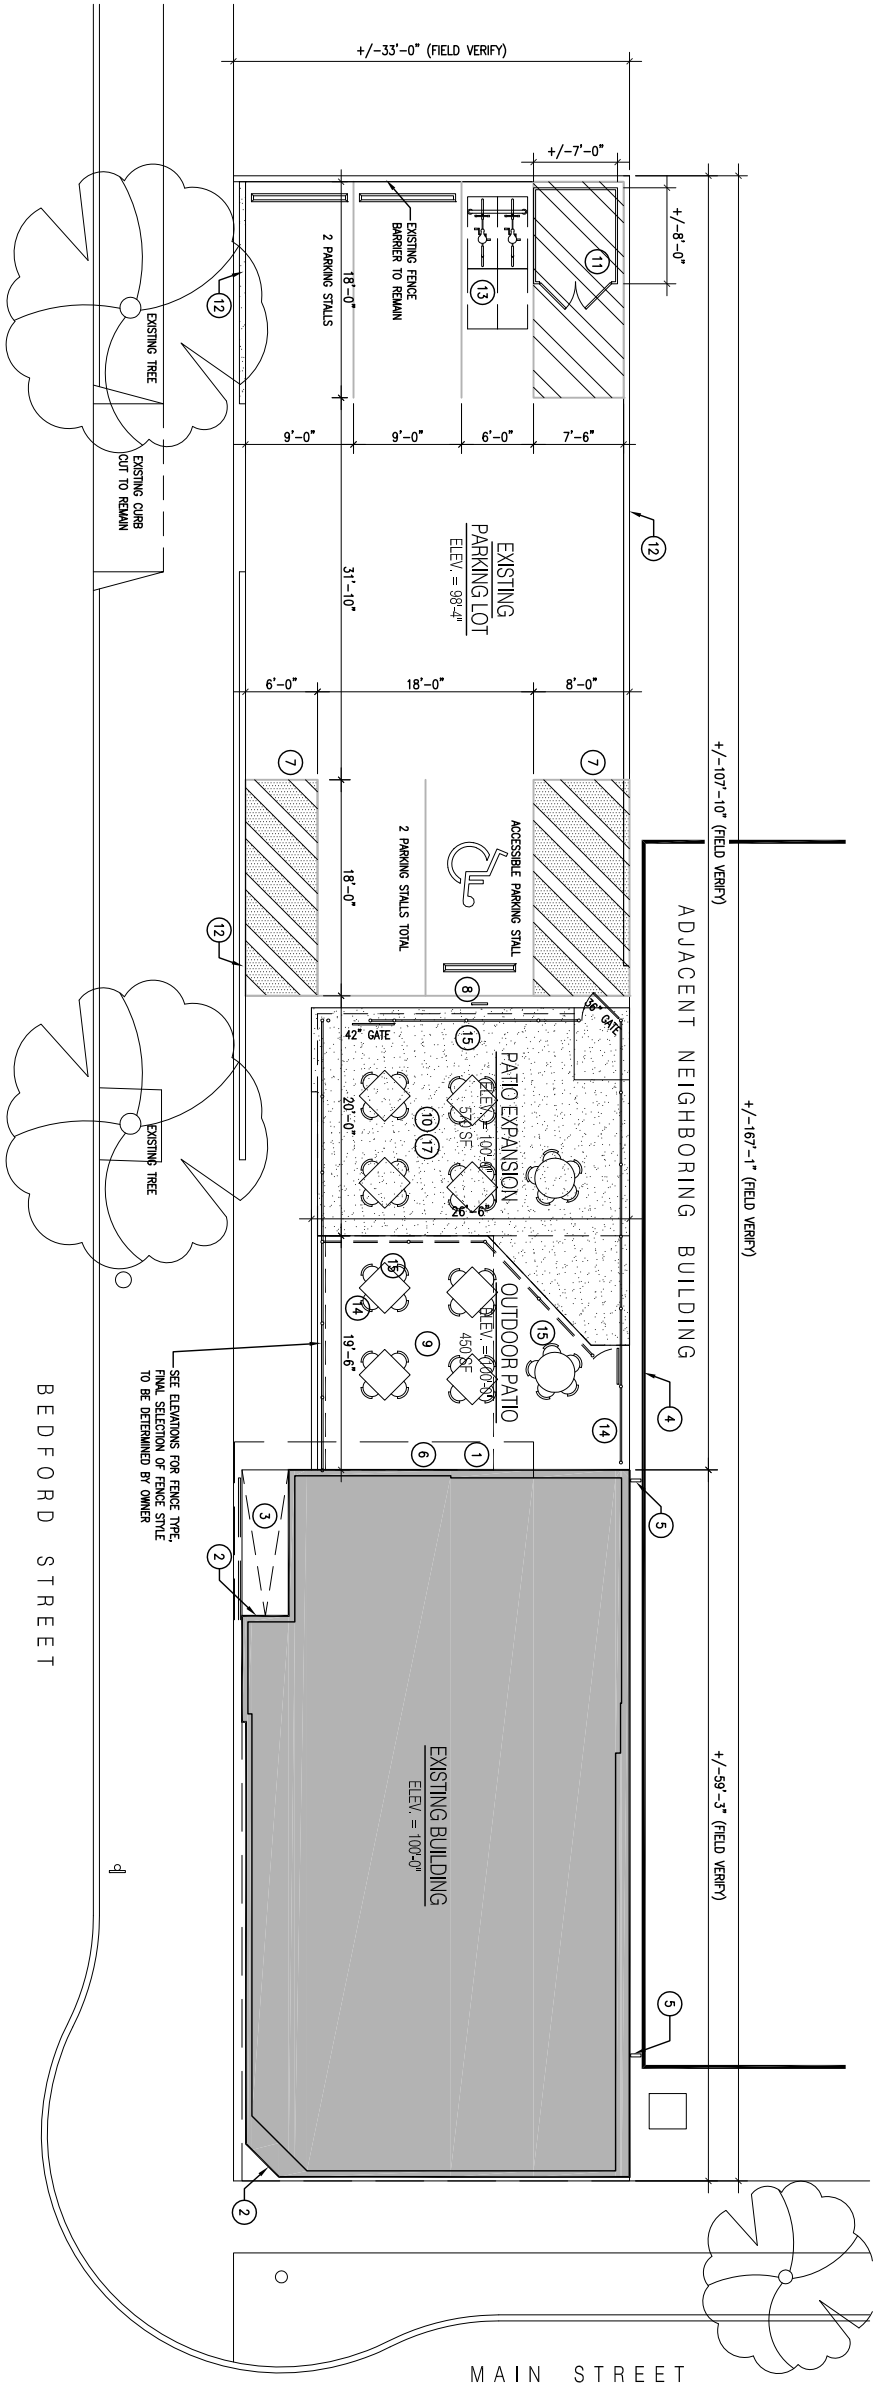 +/-33'-0" (FIELD VERIFY)
+/-7'-0"
+/-8'-0"
11
EXISTING FENCE
BARRIER TO REMAIN
13
2 PARKING STALLS
18'-0"
12
EXISTING TREE
9'-0"
9'-0"
6'-0"
7'-6"
EXISTING CURB
CUT TO REMAIN
12
EXISTING
PARKING LOT
ELEV. = 98'-4"
31'-10"
6'-0"
18'-0"
8'-0"
7
7
+/-107'-10" (FIELD VERIFY)
ACCESSIBLE PARKING STALL
2 PARKING STALLS TOTAL
18'-0"
12
ADJACENT NEIGHBORING BUILDING
8
36" GATE
42" GATE
15
PATIO EXPANSION
ELEV. = 100'-0"
570 SF
10
17
20'-0"
EXISTING TREE
+/-167'-1" (FIELD VERIFY)
26'-6"
15
14
OUTDOOR PATIO
ELEV. = 100'-0"
450 SF
15
9
19'-6"
14
4
SEE ELEVATIONS FOR FENCE TYPE,
FINAL SELECTION OF FENCE STYLE
TO BE DETERMINED BY OWNER
6
1
5
3
2
BEDFORD STREET
EXISTING BUILDING
ELEV. = 100'-0"
+/-59'-3" (FIELD VERIFY)
5
2
MAIN STREET